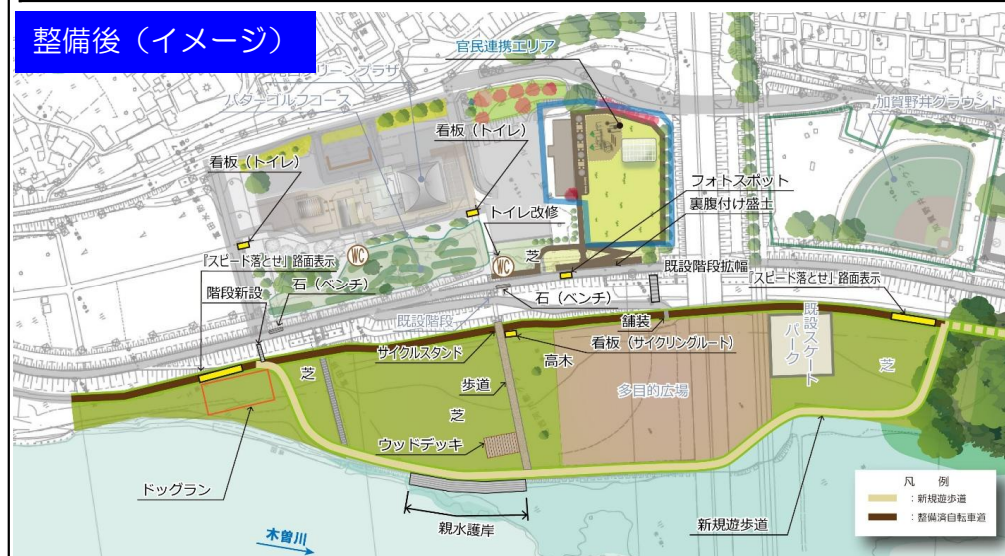 整備後（イメージ）
官民連携エリア
グリーンプラザ
パターゴルフコース
加賀野井グラウンド
看板（トイレ）
看板（トイレ）
フォトスポット
裏腹付け盛土
トイレ改修
芝
WC
WC
『スピード落とせ』路面表示
既設階段拡幅
『スピード落とせ』路面表示
階段新設
石（ベンチ）
石（ベンチ）
既設階段
舗装
サイクルスタンド
看板（サイクリングルート）
高木
既設スケート
パーク
芝
芝
歩道
多目的広場
芝
ウッドデッキ
ドッグラン
親水護岸
新規遊歩道
木曽川
凡　例
：新規遊歩道
：整備済自転車道